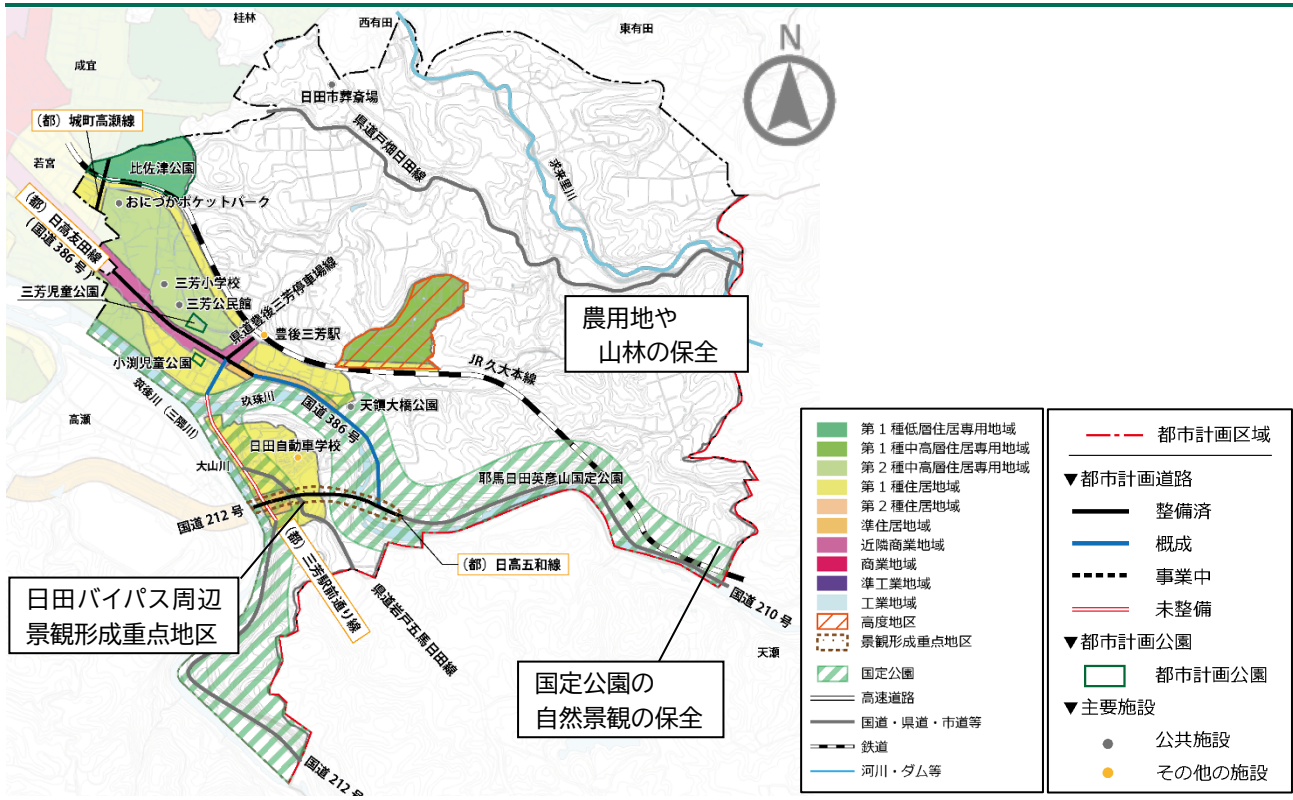 桂林
西有田
東有田
N
成宜
日田市葬斎場
(都) 城町高瀬線
県道戸畑日田線
若宮
比佐津公園
求来里川
おにづかポケットパーク
(都) 日高友田線
(国道 386 号)
三芳小学校
三芳児童公園
三芳公民館
県道豊後三芳停車場線
豊後三芳駅
農用地や
山林の保全
小渕児童公園
JR 久大本線
筑後川 (三隈川)
玖珠川
国道 386 号
天領大橋公園
高瀬
日田自動車学校
大山川
耶馬日田英彦山国定公園
国道 212 号
(都) 日高五和線
(都) 三芳駅前通り線
県道岩戸五馬日田線
日田バイパス周辺
景観形成重点地区
国道 210 号
天瀬
国定公園の
自然景観の保全
国道 212 号
第 1 種低層住居専用地域
第 1 種中高層住居専用地域
第 2 種中高層住居専用地域
第 1 種住居地域
第 2 種住居地域
準住居地域
近隣商業地域
商業地域
準工業地域
工業地域
高度地区
景観形成重点地区
国定公園
高速道路
国道・県道・市道等
鉄道
河川・ダム等
都市計画区域
▼都市計画道路
整備済
概成
事業中
未整備
▼都市計画公園
都市計画公園
▼主要施設
公共施設
その他の施設